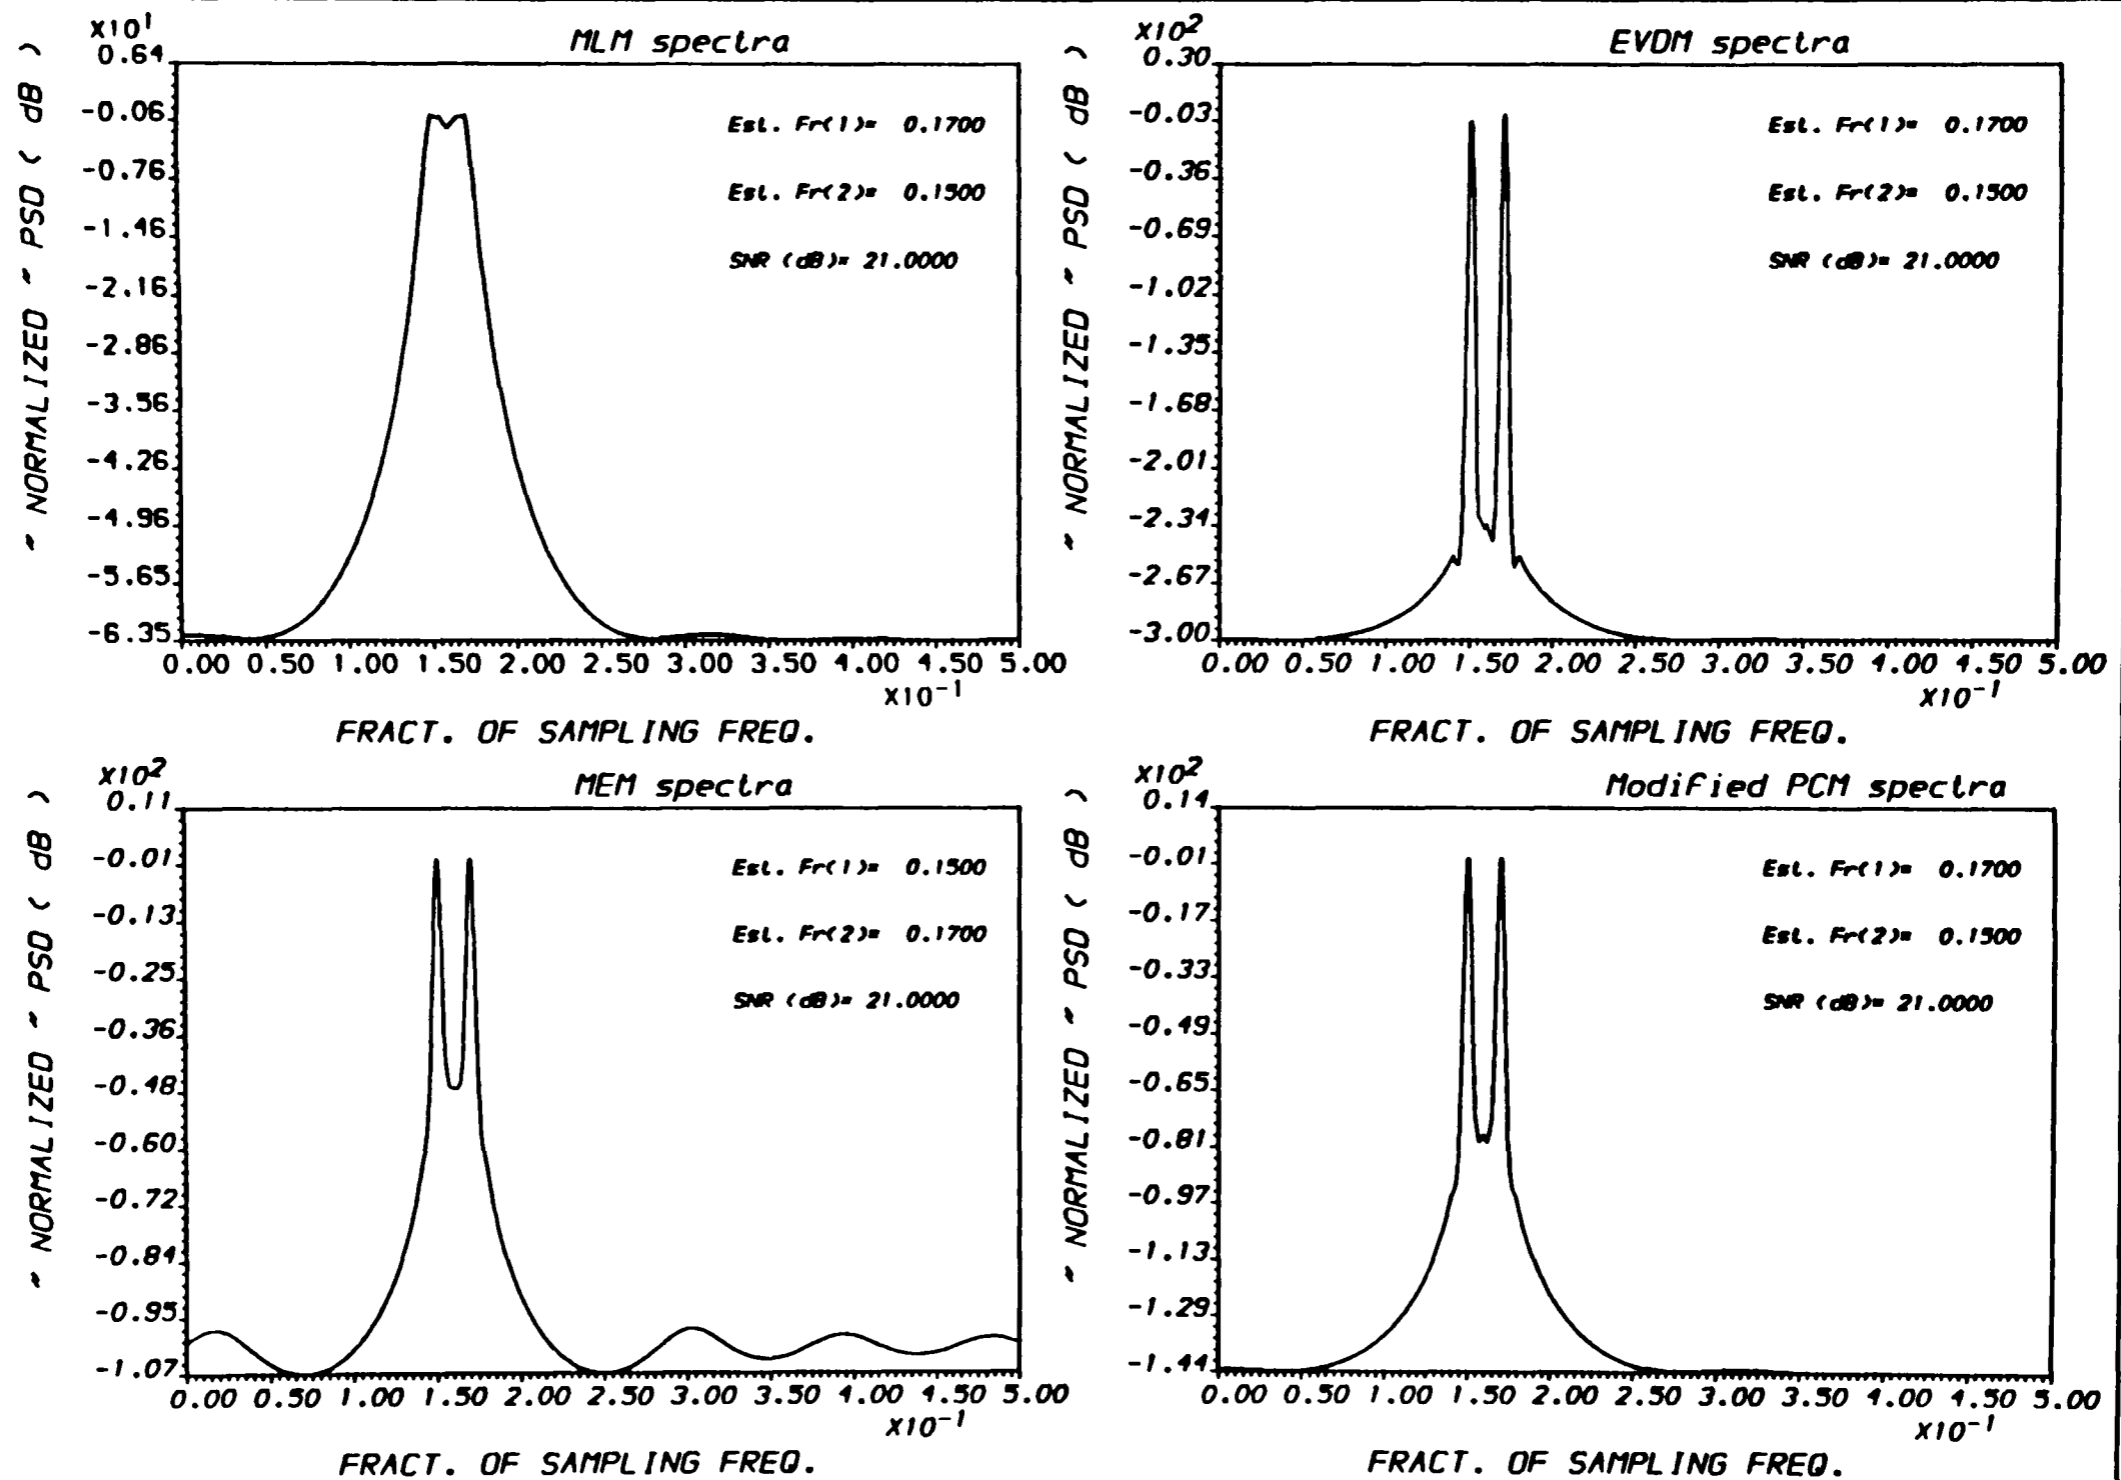 MLM spectra
X10^1
0.64
-0.06
-0.76
-1.46
-2.16
-2.86
-3.56
-4.26
-4.96
-5.65
-6.35
" NORMALIZED " PSD ( dB )
Est. Fr(1)= 0.1700
Est. Fr(2)= 0.1500
SNR (dB)= 21.0000
0.00 0.50 1.00 1.50 2.00 2.50 3.00 3.50 4.00 4.50 5.00
X10^-1
FRACT. OF SAMPLING FREQ.
EVDM spectra
X10^2
0.30
-0.03
-0.36
-0.69
-1.02
-1.35
-1.68
-2.01
-2.34
-2.67
-3.00
" NORMALIZED " PSD ( dB )
Est. Fr(1)= 0.1700
Est. Fr(2)= 0.1500
SNR (dB)= 21.0000
0.00 0.50 1.00 1.50 2.00 2.50 3.00 3.50 4.00 4.50 5.00
X10^-1
FRACT. OF SAMPLING FREQ.
MEM spectra
X10^2
0.11
-0.01
-0.13
-0.25
-0.36
-0.48
-0.60
-0.72
-0.84
-0.95
-1.07
" NORMALIZED " PSD ( dB )
Est. Fr(1)= 0.1500
Est. Fr(2)= 0.1700
SNR (dB)= 21.0000
0.00 0.50 1.00 1.50 2.00 2.50 3.00 3.50 4.00 4.50 5.00
X10^-1
FRACT. OF SAMPLING FREQ.
Modified PCM spectra
X10^2
0.14
-0.01
-0.17
-0.33
-0.49
-0.65
-0.81
-0.97
-1.13
-1.29
-1.44
" NORMALIZED " PSD ( dB )
Est. Fr(1)= 0.1700
Est. Fr(2)= 0.1500
SNR (dB)= 21.0000
0.00 0.50 1.00 1.50 2.00 2.50 3.00 3.50 4.00 4.50 5.00
X10^-1
FRACT. OF SAMPLING FREQ.